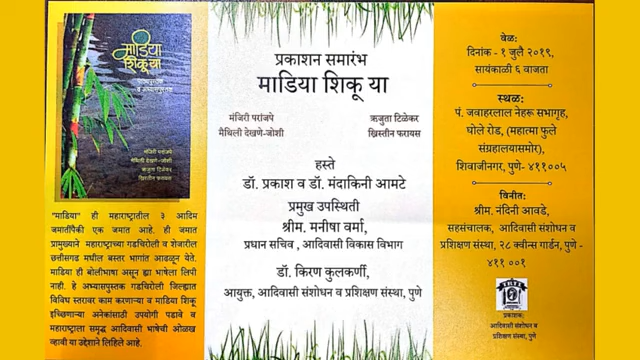 माडिया
शिकू या
मंजिरी परांजपे
मैथिली देखणे-जोशी
ऋजुता टिळेकर
ख्रिस्तीन फरायस
"माडिया" ही महाराष्ट्रातील ३ आदिम
जमातींपैकी एक जमात आहे. ही जमात
प्रामुख्याने महाराष्ट्राच्या गडचिरोली व शेजारील
छत्तीसगड मधील बस्तर भागांत आढळून येते.
माडिया ही बोलीभाषा असून ह्या भाषेला लिपी
नाही. हे अभ्यासपुस्तक गडचिरोली जिल्ह्यात
विविध स्तरावर काम करणाऱ्या व माडिया शिकू
इच्छिणाऱ्या अनेकांसाठी उपयोगी पडावे व
महाराष्ट्राला समृद्ध आदिवासी भाषेची ओळख
व्हावी या उद्देशाने लिहिले आहे.
प्रकाशन समारंभ
माडिया शिकू या
मंजिरी परांजपे ऋजुता टिळेकर
मैथिली देखणे-जोशी ख्रिस्तीन फरायस
हस्ते
डॉ. प्रकाश व डॉ. मंदाकिनी आमटे
प्रमुख उपस्थिती
श्रीम. मनीषा वर्मा,
प्रधान सचिव , आदिवासी विकास विभाग
डॉ. किरण कुलकर्णी,
आयुक्त, आदिवासी संशोधन व प्रशिक्षण संस्था, पुणे
वेळ:
दिनांक - १ जुलै २०१९,
सायंकाळी ६ वाजता
स्थळ:
पं. जवाहरलाल नेहरू सभागृह,
घोले रोड, (महात्मा फुले
संग्रहालयासमोर),
शिवाजीनगर, पुणे- ४११००५
विनीत:
श्रीम. नंदिनी आवडे,
सहसंचालक, आदिवासी संशोधन व
प्रशिक्षण संस्था, २८ क्वीन्स गार्डन, पुणे -
४११ ००१
प्रकाशक:
आदिवासी संशोधन व
प्रशिक्षण संस्था, पुणे